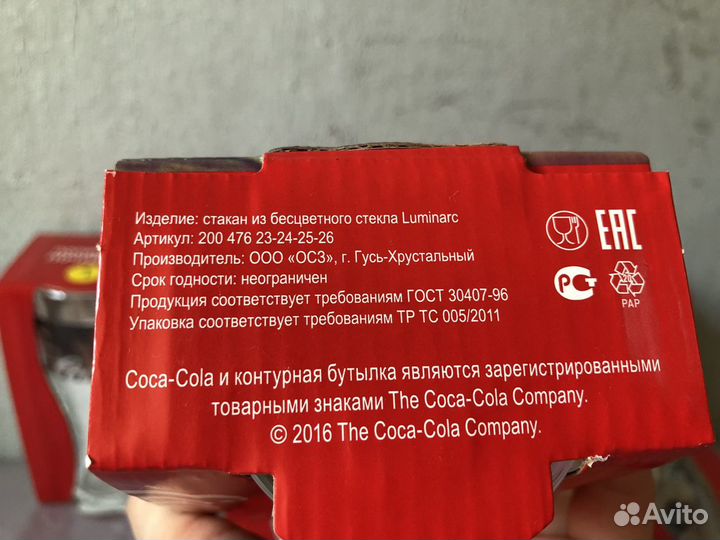 Изделие: стакан из бесцветного стекла Luminarc
Артикул: 200 476 23-24-25-26
Производитель: ООО «ОСЗ», г. Гусь-Хрустальный
Срок годности: неограничен
Продукция соответствует требованиям ГОСТ 30407-96
Упаковка соответствует требованиям ТР ТС 005/2011
EAC
РСТ
PAP
Coca-Cola и контурная бутылка являются зарегистрированными
товарными знаками The Coca-Cola Company.
© 2016 The Coca-Cola Company.
Avito